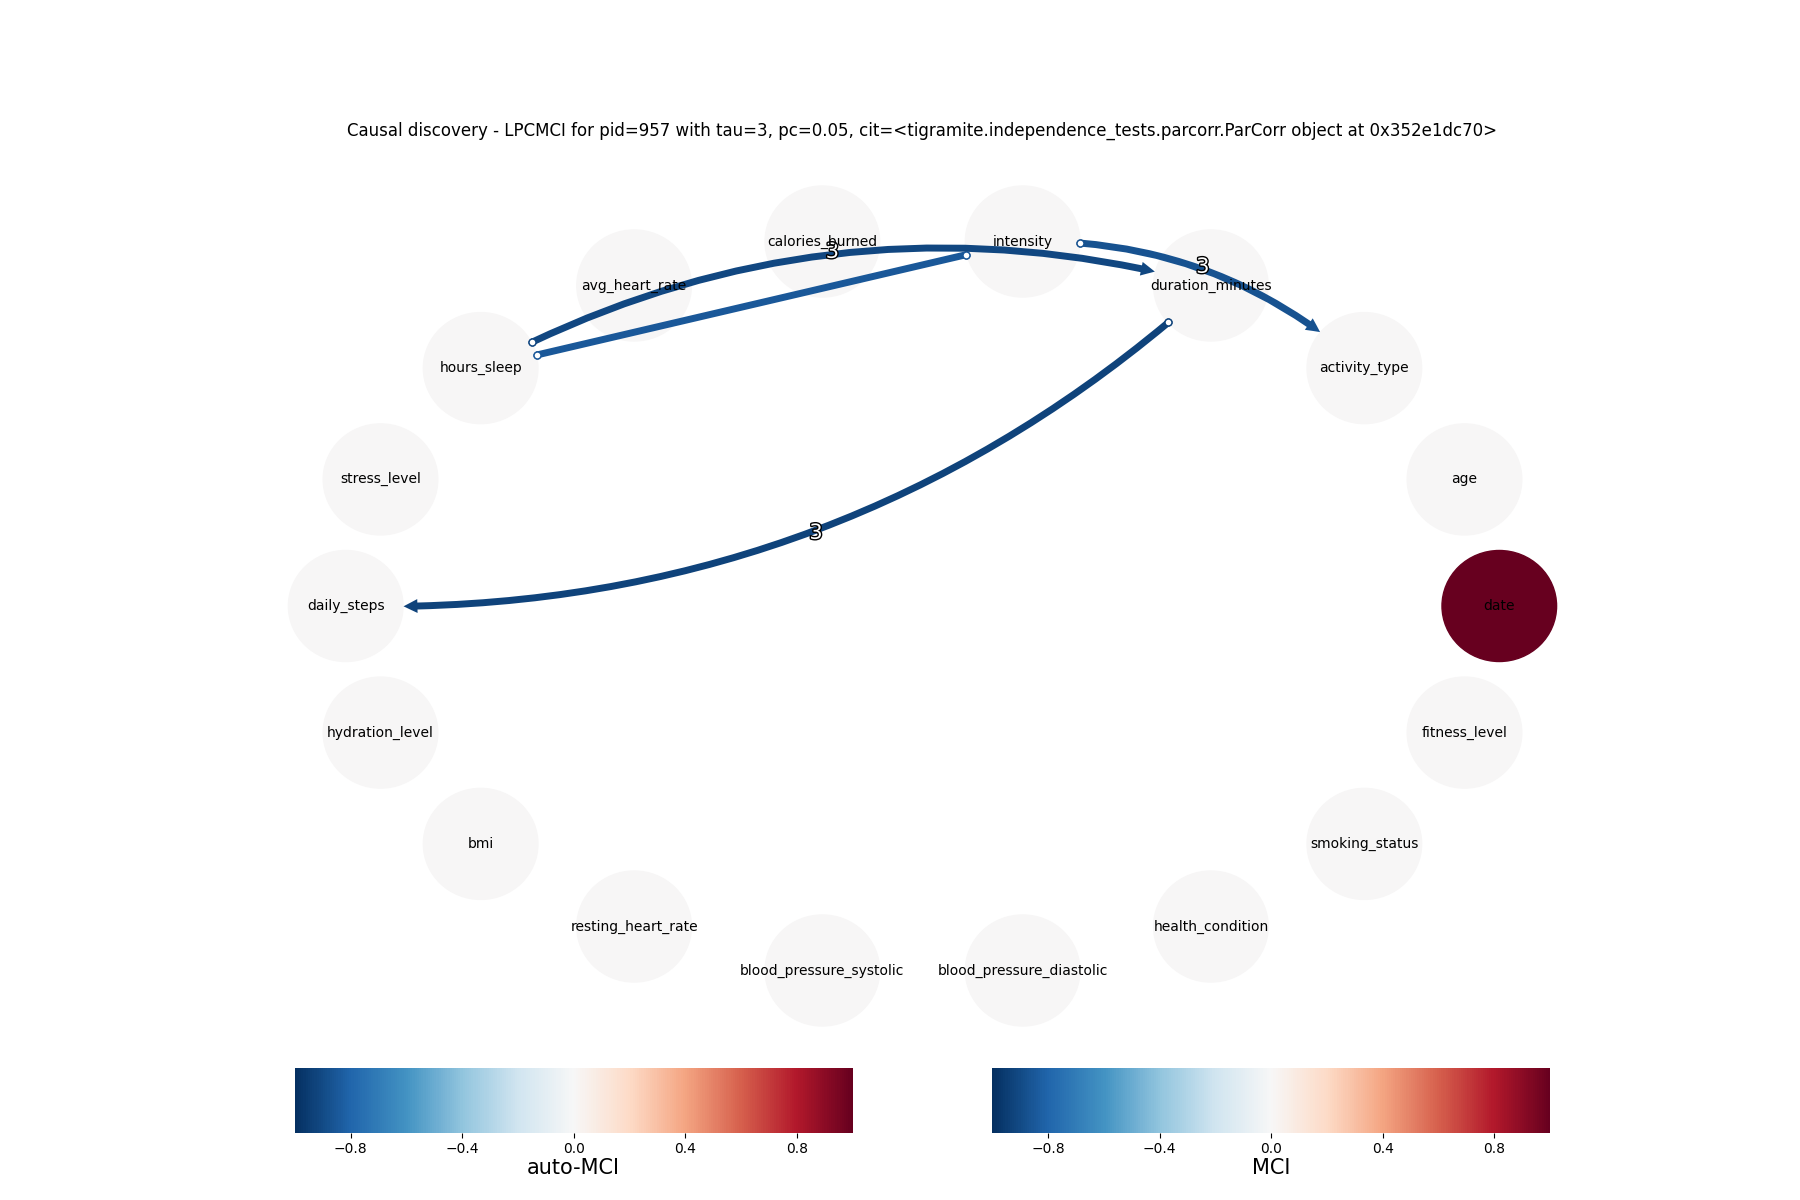 Causal discovery - LPCMCI for pid=957 with tau=3, pc=0.05, cit=<tigramite.independence_tests.parcorr.ParCorr object at 0x352e1dc70>
calories_burned
intensity
3
3
avg_heart_rate
duration_minutes
hours_sleep
activity_type
stress_level
age
3
daily_steps
date
hydration_level
fitness_level
bmi
smoking_status
resting_heart_rate
health_condition
blood_pressure_systolic
blood_pressure_diastolic
−0.8 −0.4 0.0 0.4 0.8
auto-MCI
−0.8 −0.4 0.0 0.4 0.8
MCI